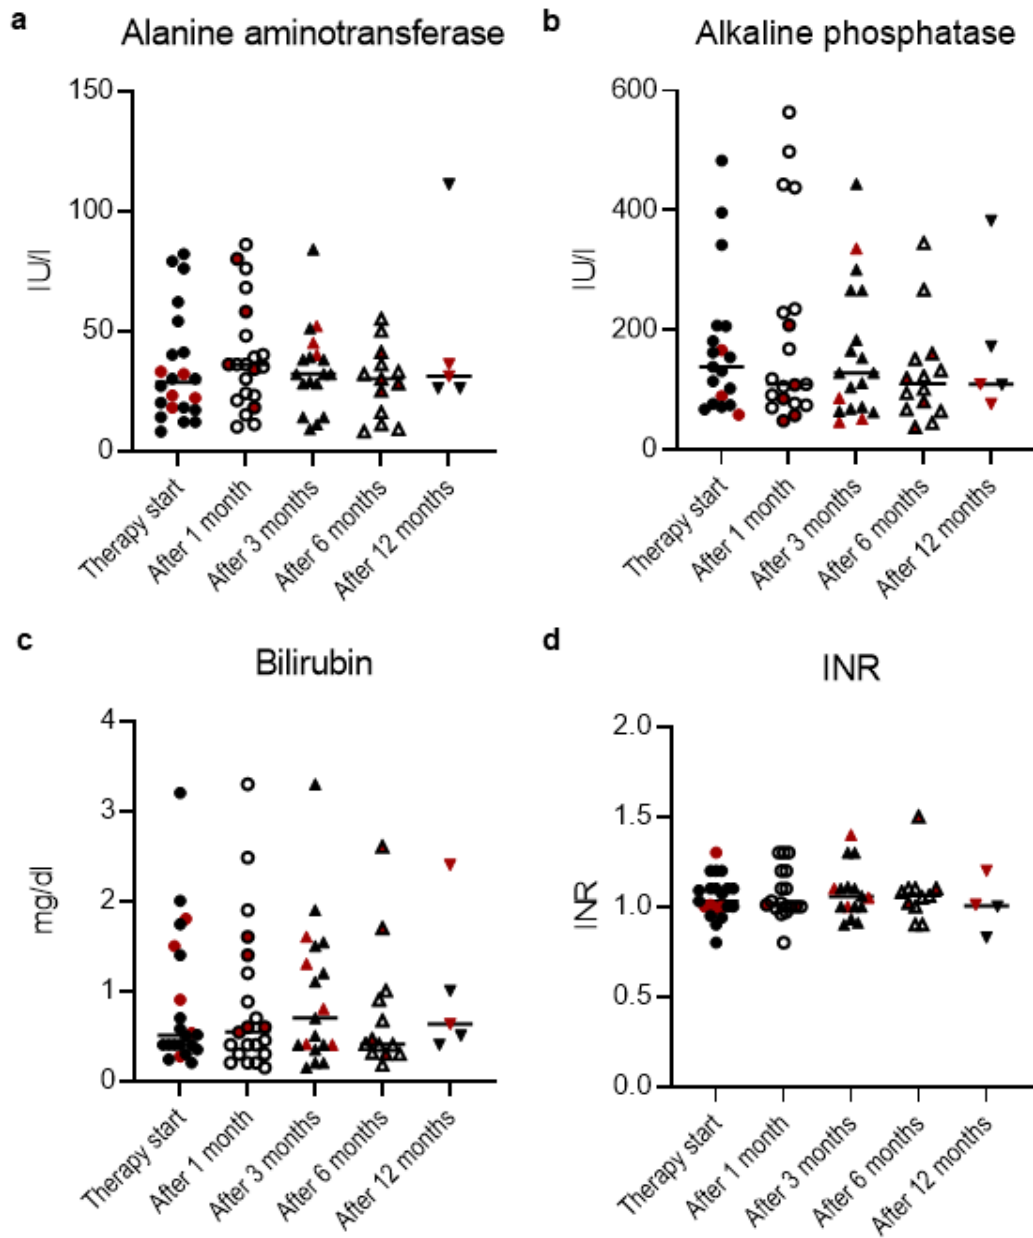 a
Alanine aminotransferase
150
100
50
0
IU/l
Therapy start
After 1 month
After 3 months
After 6 months
After 12 months
b
Alkaline phosphatase
600
400
200
0
IU/l
Therapy start
After 1 month
After 3 months
After 6 months
After 12 months
c
Bilirubin
4
3
2
1
0
mg/dl
Therapy start
After 1 month
After 3 months
After 6 months
After 12 months
d
INR
2.0
1.5
1.0
0.5
0.0
INR
Therapy start
After 1 month
After 3 months
After 6 months
After 12 months